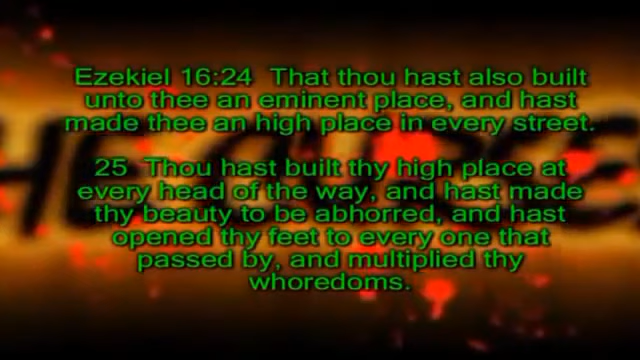 Ezekiel 16:24  That thou hast also built
unto thee an eminent place, and hast
made thee an high place in every street.
25  Thou hast built thy high place at
every head of the way, and hast made
thy beauty to be abhorred, and hast
opened thy feet to every one that
passed by, and multiplied thy
whoredoms.